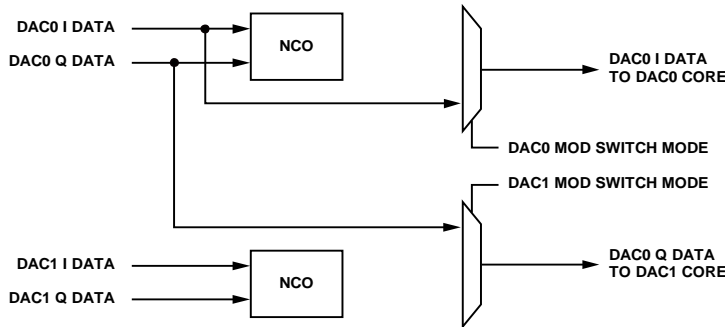 DAC0 I DATA
DAC0 Q DATA
NCO
DAC0 I DATA
TO DAC0 CORE
DAC0 MOD SWITCH MODE
DAC1 MOD SWITCH MODE
DAC1 I DATA
DAC1 Q DATA
NCO
DAC0 Q DATA
TO DAC1 CORE